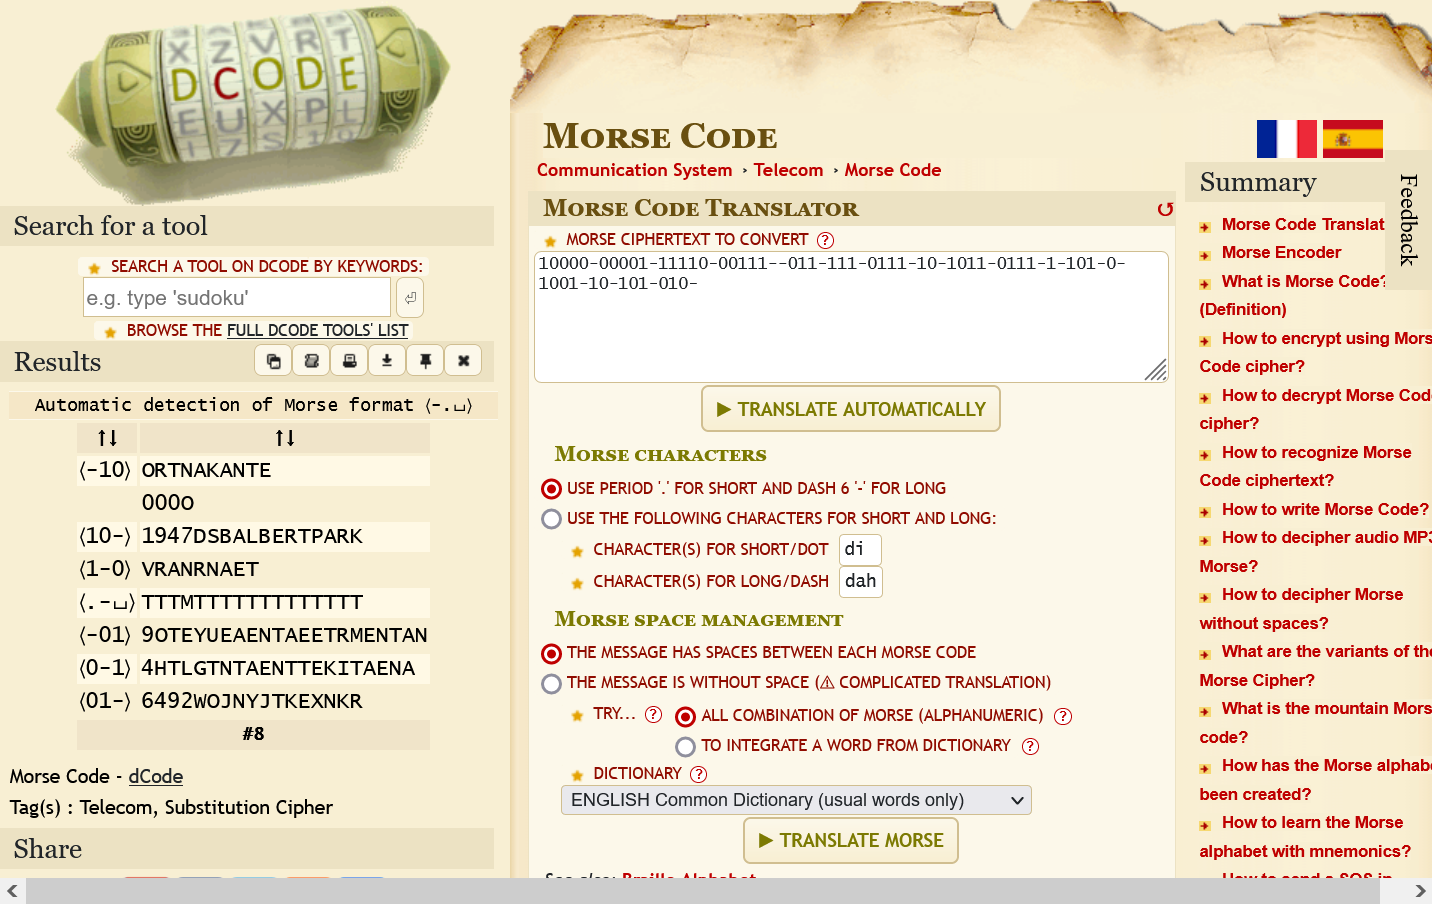 X Z V R T
DCODE
E U X P L
Search for a tool
SEARCH A TOOL ON DCODE BY KEYWORDS:
e.g. type 'sudoku'
BROWSE THE FULL DCODE TOOLS' LIST
Results
Automatic detection of Morse format ⟨-.␣⟩
↑↓ ↑↓
⟨-10⟩ ORTNAKANTE
OOOO
⟨10-⟩ 1947DSBALBERTPARK
⟨1-0⟩ VRANRNAET
⟨.-␣⟩ TTTMTTTTTTTTTTTTT
⟨-01⟩ 9OTEYUEAENTAEETRMENTAN
⟨0-1⟩ 4HTLGTNTAENTTEKITAENA
⟨01-⟩ 6492WOJNYJTKEXNKR
#8
Morse Code - dCode
Tag(s) : Telecom, Substitution Cipher
Share
Morse Code
Communication System › Telecom › Morse Code
Morse Code Translator
MORSE CIPHERTEXT TO CONVERT ?
10000-00001-11110-00111--011-111-0111-10-1011-0111-1-101-0-
1001-10-101-010-
► TRANSLATE AUTOMATICALLY
Morse characters
USE PERIOD '.' FOR SHORT AND DASH 6 '-' FOR LONG
USE THE FOLLOWING CHARACTERS FOR SHORT AND LONG:
CHARACTER(S) FOR SHORT/DOT di
CHARACTER(S) FOR LONG/DASH dah
Morse space management
THE MESSAGE HAS SPACES BETWEEN EACH MORSE CODE
THE MESSAGE IS WITHOUT SPACE (⚠ COMPLICATED TRANSLATION)
TRY... ? ALL COMBINATION OF MORSE (ALPHANUMERIC) ?
TO INTEGRATE A WORD FROM DICTIONARY ?
DICTIONARY ?
ENGLISH Common Dictionary (usual words only)
► TRANSLATE MORSE
See also: Braille Alphabet
Summary
Feedback
Morse Code Translat
Morse Encoder
What is Morse Code?
(Definition)
How to encrypt using Mors
Code cipher?
How to decrypt Morse Cod
cipher?
How to recognize Morse
Code ciphertext?
How to write Morse Code?
How to decipher audio MP3
Morse?
How to decipher Morse
without spaces?
What are the variants of the
Morse Cipher?
What is the mountain Mors
code?
How has the Morse alphabe
been created?
How to learn the Morse
alphabet with mnemonics?
How to send a SOS in